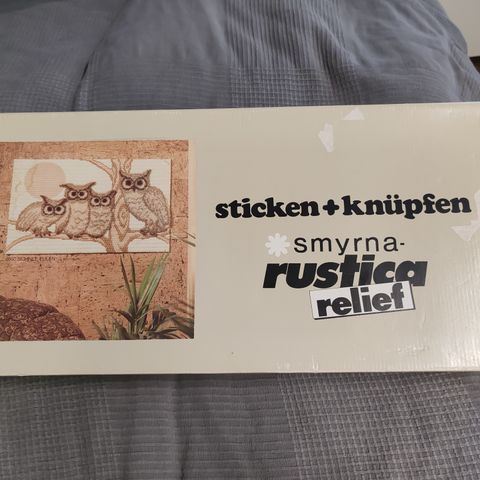 sticken+knüpfen
smyrna-
rustica
relief